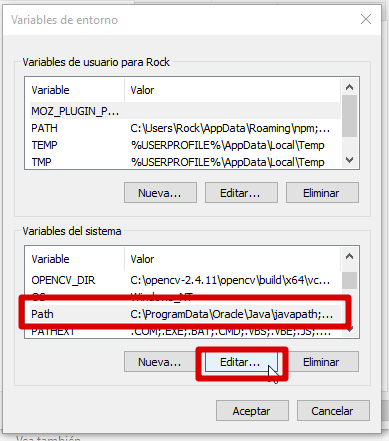 Variables de entorno
Variables de usuario para Rock
Variable Valor
MOZ_PLUGIN_P...
PATH C:\Users\Rock\AppData\Roaming\npm;...
TEMP %USERPROFILE%\AppData\Local\Temp
TMP %USERPROFILE%\AppData\Local\Temp
Nueva... Editar... Eliminar
Variables del sistema
Variable Valor
OPENCV_DIR C:\opencv-2.4.11\opencv\build\x64\vc...
OS Windows_NT
Path C:\ProgramData\Oracle\Java\javapath;...
PATHEXT .COM;.EXE;.BAT;.CMD;.VBS;.VBE;.JS;...
Nueva... Editar... Eliminar
Aceptar Cancelar
Vea también